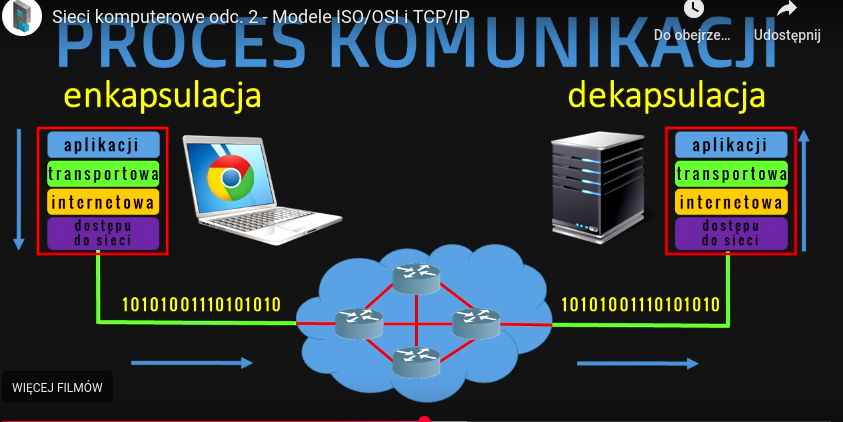 Sieci komputerowe odc. 2 - Modele ISO/OSI i TCP/IP
Do obejrze...
Udostępnij
PROCES KOMUNIKACJI
enkapsulacja
dekapsulacja
aplikacji
transportowa
internetowa
dostępu
do sieci
aplikacji
transportowa
internetowa
dostępu
do sieci
10101001110101010
10101001110101010
WIĘCEJ FILMÓW